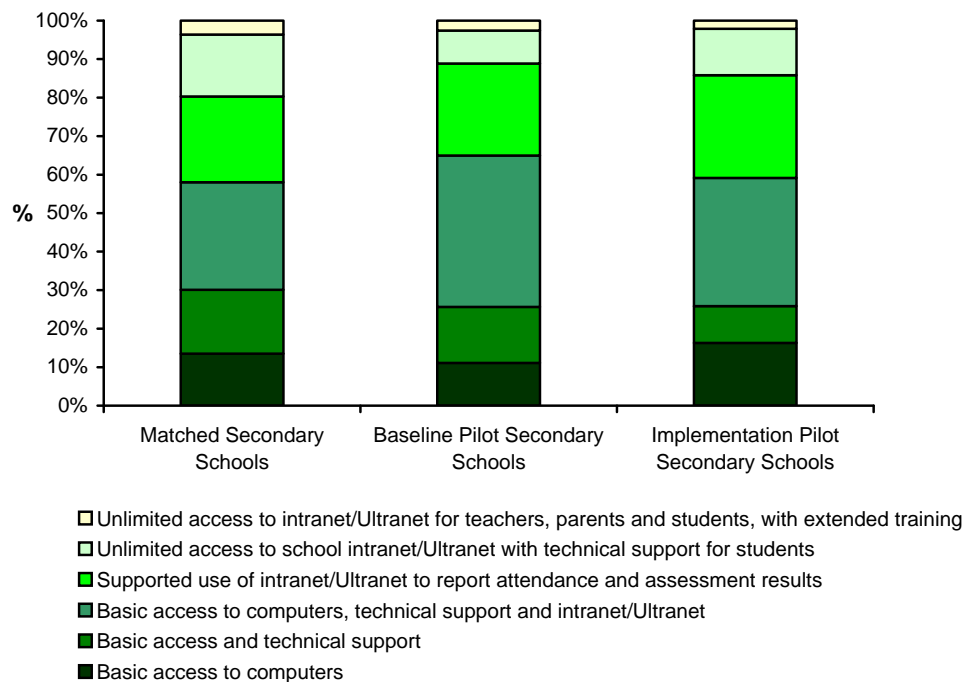 100%
90%
80%
70%
60%
%
50%
40%
30%
20%
10%
0%
Matched Secondary
Schools
Baseline Pilot Secondary
Schools
Implementation Pilot
Secondary Schools
Unlimited access to intranet/Ultranet for teachers, parents and students, with extended training
Unlimited access to school intranet/Ultranet with technical support for students
Supported use of intranet/Ultranet to report attendance and assessment results
Basic access to computers, technical support and intranet/Ultranet
Basic access and technical support
Basic access to computers